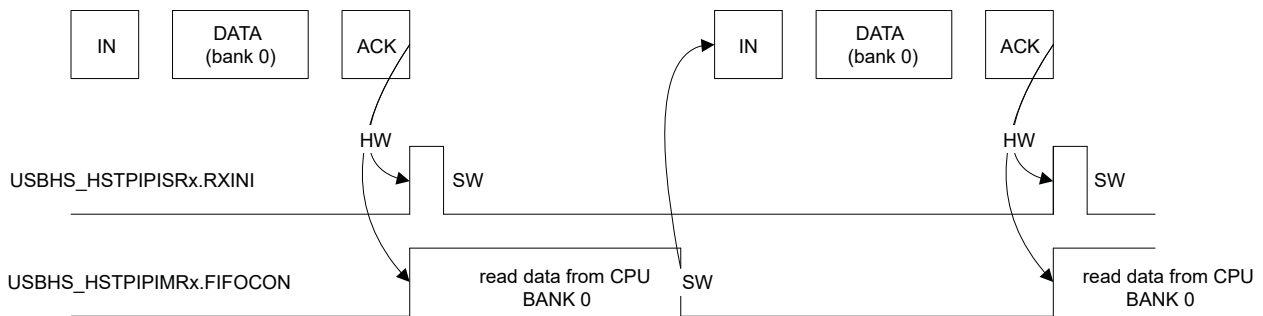 IN
DATA
(bank 0)
ACK
IN
DATA
(bank 0)
ACK
HW
HW
USBHS_HSTPIPISRx.RXINI
SW
SW
USBHS_HSTPIPIMRx.FIFOCON
read data from CPU
BANK 0
SW
read data from CPU
BANK 0